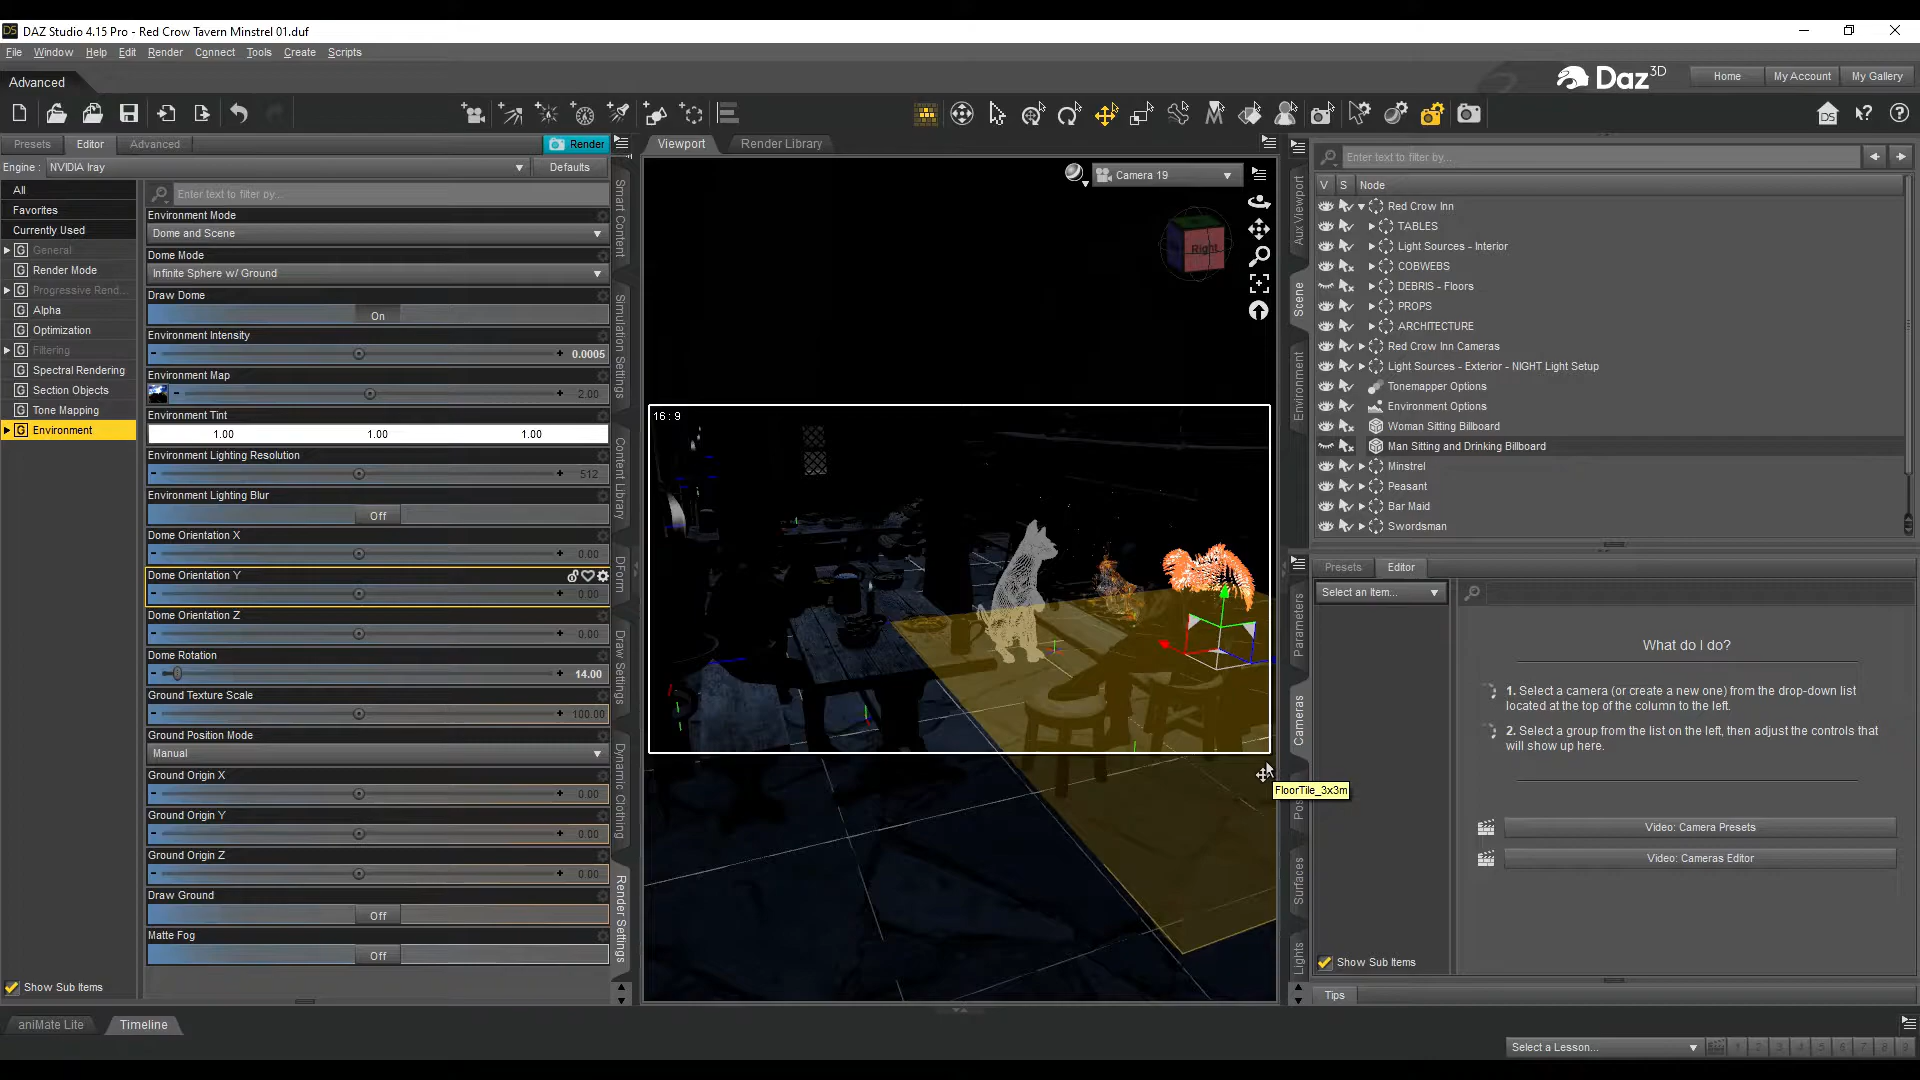 DAZ Studio 4.15 Pro - Red Crow Tavern Minstrel 01.duf
File Window Help Edit Render Connect Tools Create Scripts
Advanced
Daz 3D
Home My Account My Gallery
Presets Editor Advanced Render
Engine : NVIDIA Iray Defaults
All
Favorites
Currently Used
General
Render Mode
Progressive Rend...
Alpha
Optimization
Filtering
Spectral Rendering
Section Objects
Tone Mapping
Environment
Show Sub Items
Enter text to filter by...
Environment Mode
Dome and Scene
Dome Mode
Infinite Sphere w/ Ground
Draw Dome
On
Environment Intensity
0.0005
Environment Map
2.00
Environment Tint
1.00 1.00 1.00
Environment Lighting Resolution
512
Environment Lighting Blur
Off
Dome Orientation X
0.00
Dome Orientation Y
0.00
Dome Orientation Z
0.00
Dome Rotation
14.00
Ground Texture Scale
100.00
Ground Position Mode
Manual
Ground Origin X
0.00
Ground Origin Y
0.00
Ground Origin Z
0.00
Draw Ground
Off
Matte Fog
Off
Smart Content
Simulation Settings
Content Library
DForm
Draw Settings
Dynamic Clothing
Render Settings
Viewport Render Library
Camera 19
Right
16 : 9
FloorTile_3x3m
Aux Viewport
Scene
Environment
Parameters
Cameras
Surfaces
Lights
Enter text to filter by...
V S Node
Red Crow Inn
TABLES
Light Sources - Interior
COBWEBS
DEBRIS - Floors
PROPS
ARCHITECTURE
Red Crow Inn Cameras
Light Sources - Exterior - NIGHT Light Setup
Tonemapper Options
Environment Options
Woman Sitting Billboard
Man Sitting and Drinking Billboard
Minstrel
Peasant
Bar Maid
Swordsman
Presets Editor
Select an Item...
What do I do?
1. Select a camera (or create a new one) from the drop-down list
located at the top of the column to the left.
2. Select a group from the list on the left, then adjust the controls that
will show up here.
Video: Camera Presets
Video: Cameras Editor
Show Sub Items
Tips
aniMate Lite Timeline
Select a Lesson...
1 2 3 4 5 6 7 8 9